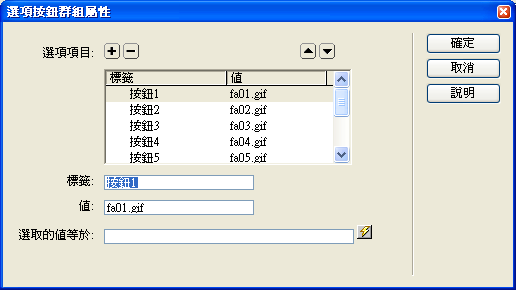 選項按鈕群組屬性
選項項目:
標籤 值
按鈕1 fa01.gif
按鈕2 fa02.gif
按鈕3 fa03.gif
按鈕4 fa04.gif
按鈕5 fa05.gif
標籤: 按鈕1
值: fa01.gif
選取的值等於:
確定
取消
說明